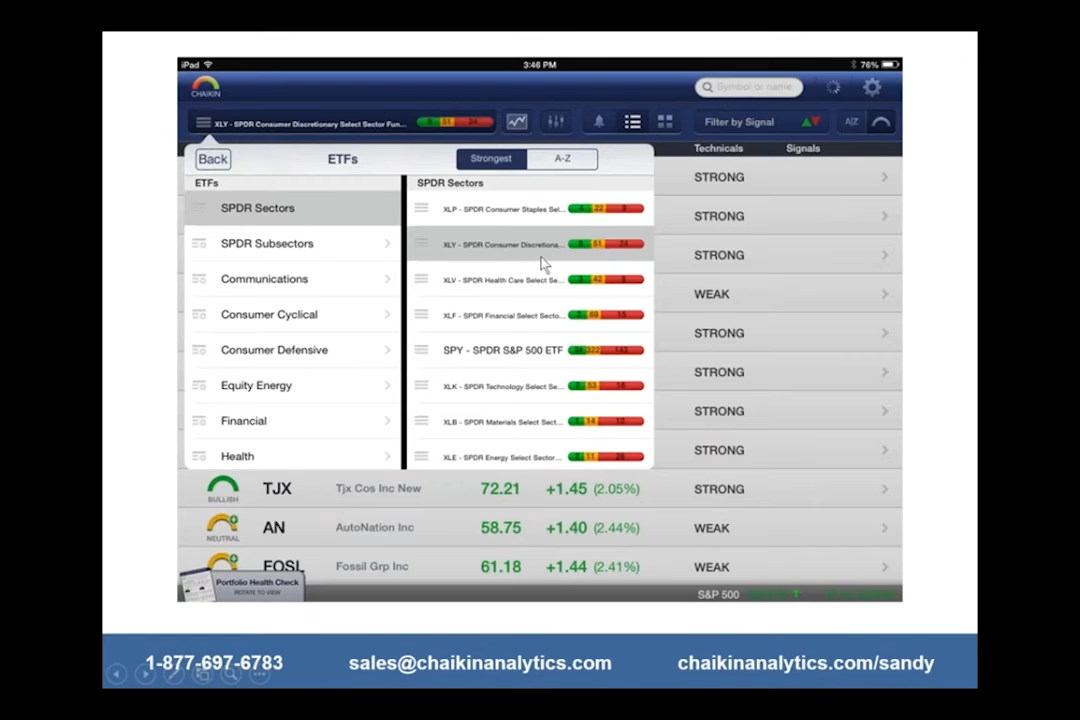 iPad
3:46 PM
76%
CHAIKIN
Symbol or name
XLY - SPDR Consumer Discretionary Select Sector Fun...
51 24
Filter by Signal
A|Z
Technicals Signals
Back
ETFs
Strongest
A-Z
ETFs
SPDR Sectors
SPDR Subsectors
Communications
Consumer Cyclical
Consumer Defensive
Equity Energy
Financial
Health
SPDR Sectors
XLP - SPDR Consumer Staples Sel...
XLY - SPDR Consumer Discretiona...
XLV - SPDR Health Care Select Se...
XLF - SPDR Financial Select Secto...
SPY - SPDR S&P 500 ETF
XLK - SPDR Technology Select Se...
XLB - SPDR Materials Select Sect...
XLE - SPDR Energy Select Sector...
STRONG
STRONG
STRONG
WEAK
STRONG
STRONG
STRONG
STRONG
BULLISH TJX Tjx Cos Inc New 72.21 +1.45 (2.05%) STRONG
NEUTRAL AN AutoNation Inc 58.75 +1.40 (2.44%) WEAK
FOSL Fossil Grp Inc 61.18 +1.44 (2.41%) WEAK
Portfolio Health Check
ROTATE TO VIEW
S&P 500
1-877-697-6783 sales@chaikinanalytics.com chaikinanalytics.com/sandy